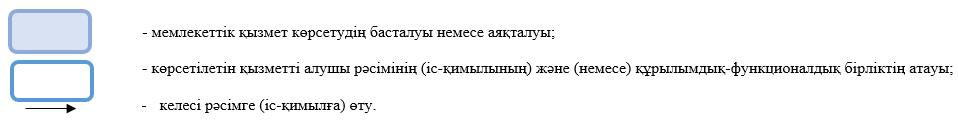 - мемлекеттік қызмет көрсетудің басталуы немесе аяқталуы;
- көрсетілетін қызметті алушы рәсімінің (іс-қимылының) және (немесе) құрылымдық-функционалдық бірліктің атауы;
- келесі рәсімге (іс-қимылға) өту.